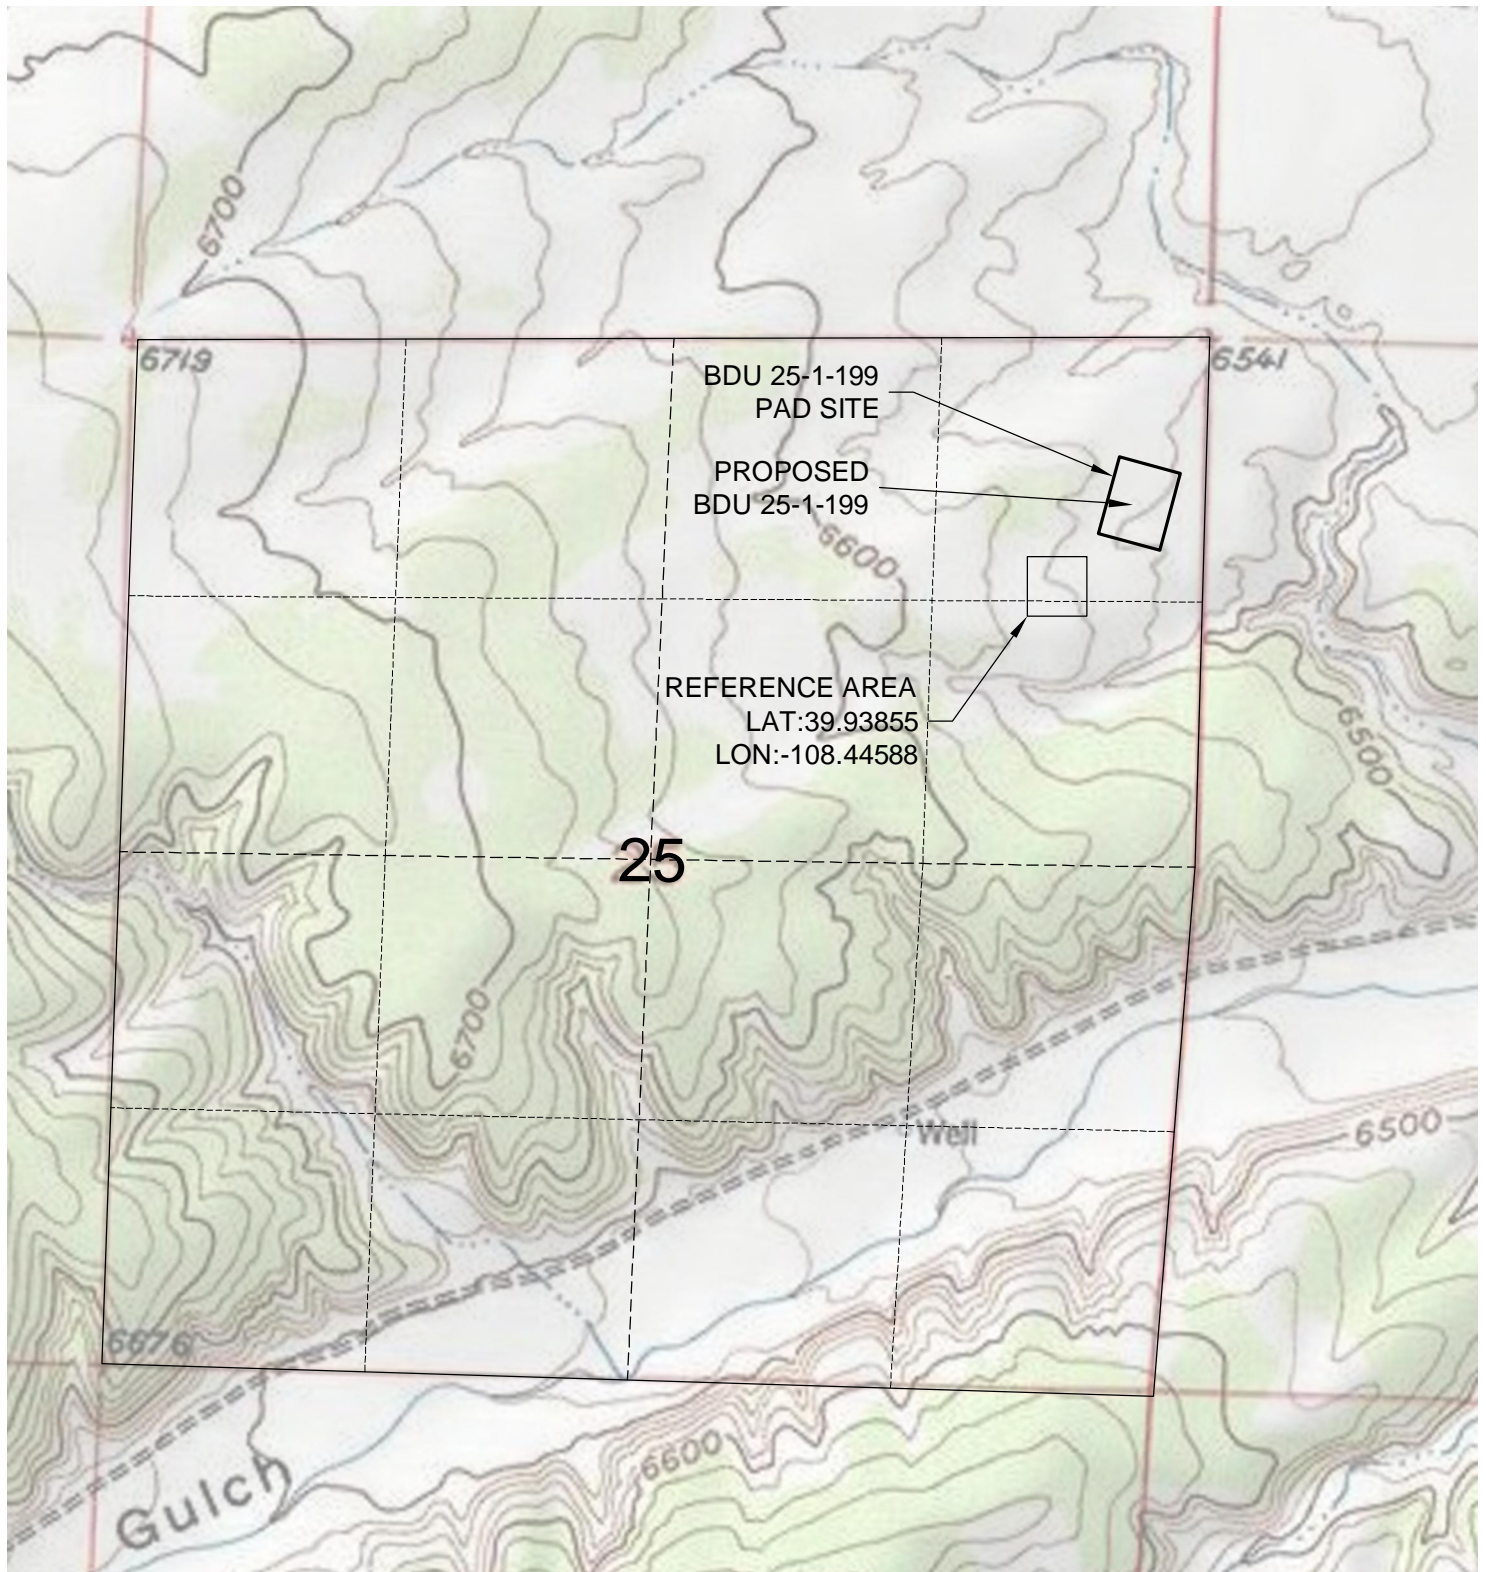 6700
6719
6541
BDU 25-1-199
PAD SITE
PROPOSED
BDU 25-1-199
6600
REFERENCE AREA
LAT:39.93855
LON:-108.44588
6500
25
6700
Well
6500
6676
6600
Gulch